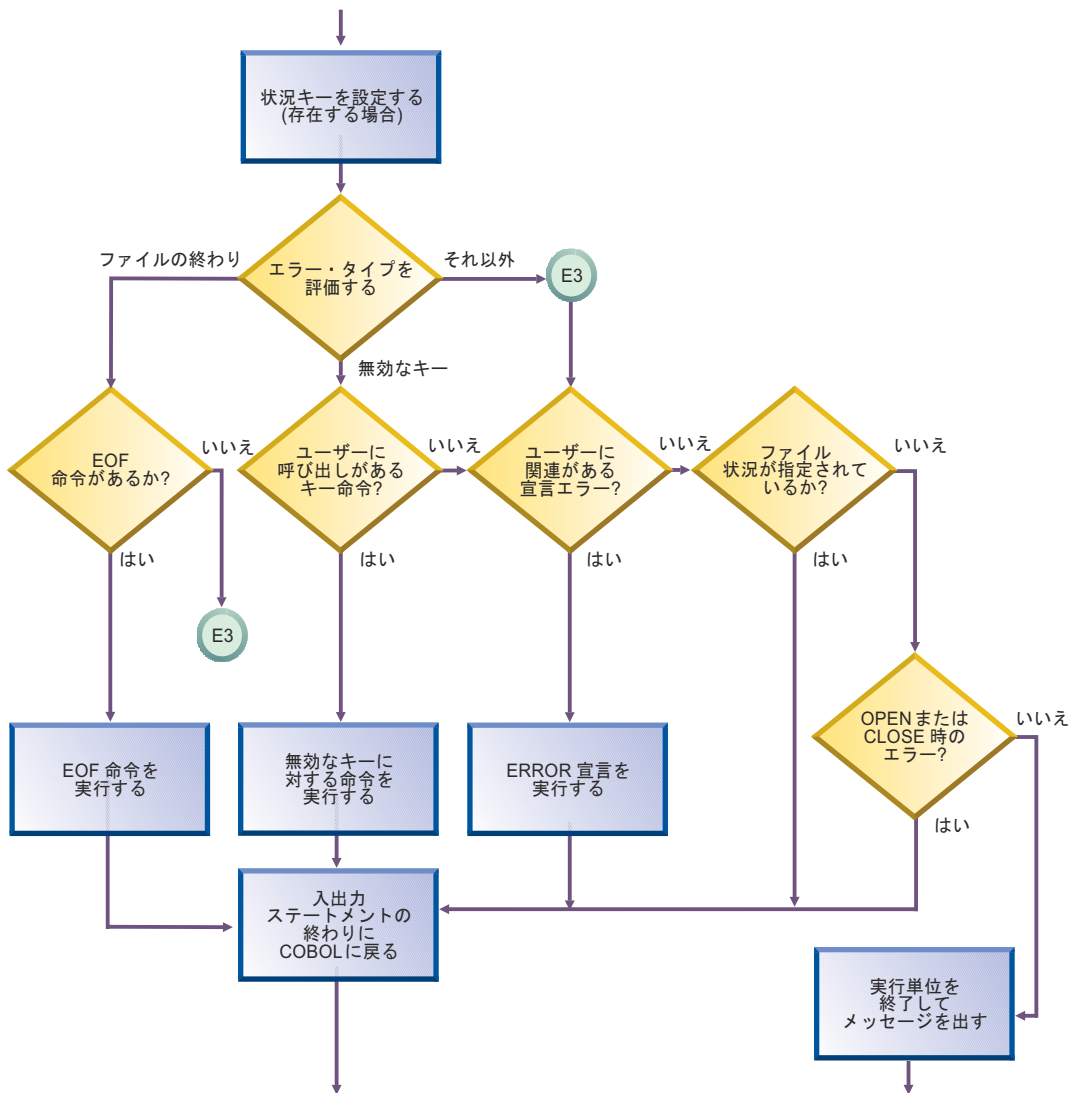 状況キーを設定する
(存在する場合)
ファイルの終わり
エラー・タイプを
評価する
それ以外
E3
無効なキー
EOF
命令があるか?
いいえ
ユーザーに
呼び出しがある
キー命令?
いいえ
ユーザーに
関連がある
宣言エラー?
いいえ
ファイル
状況が指定されて
いるか?
いいえ
はい
はい
はい
はい
E3
OPEN または
CLOSE 時の
エラー?
いいえ
はい
EOF 命令を
実行する
無効なキーに
対する命令を
実行する
ERROR 宣言を
実行する
入出力
ステートメントの
終わりに
COBOLに戻る
実行単位を
終了して
メッセージを出す